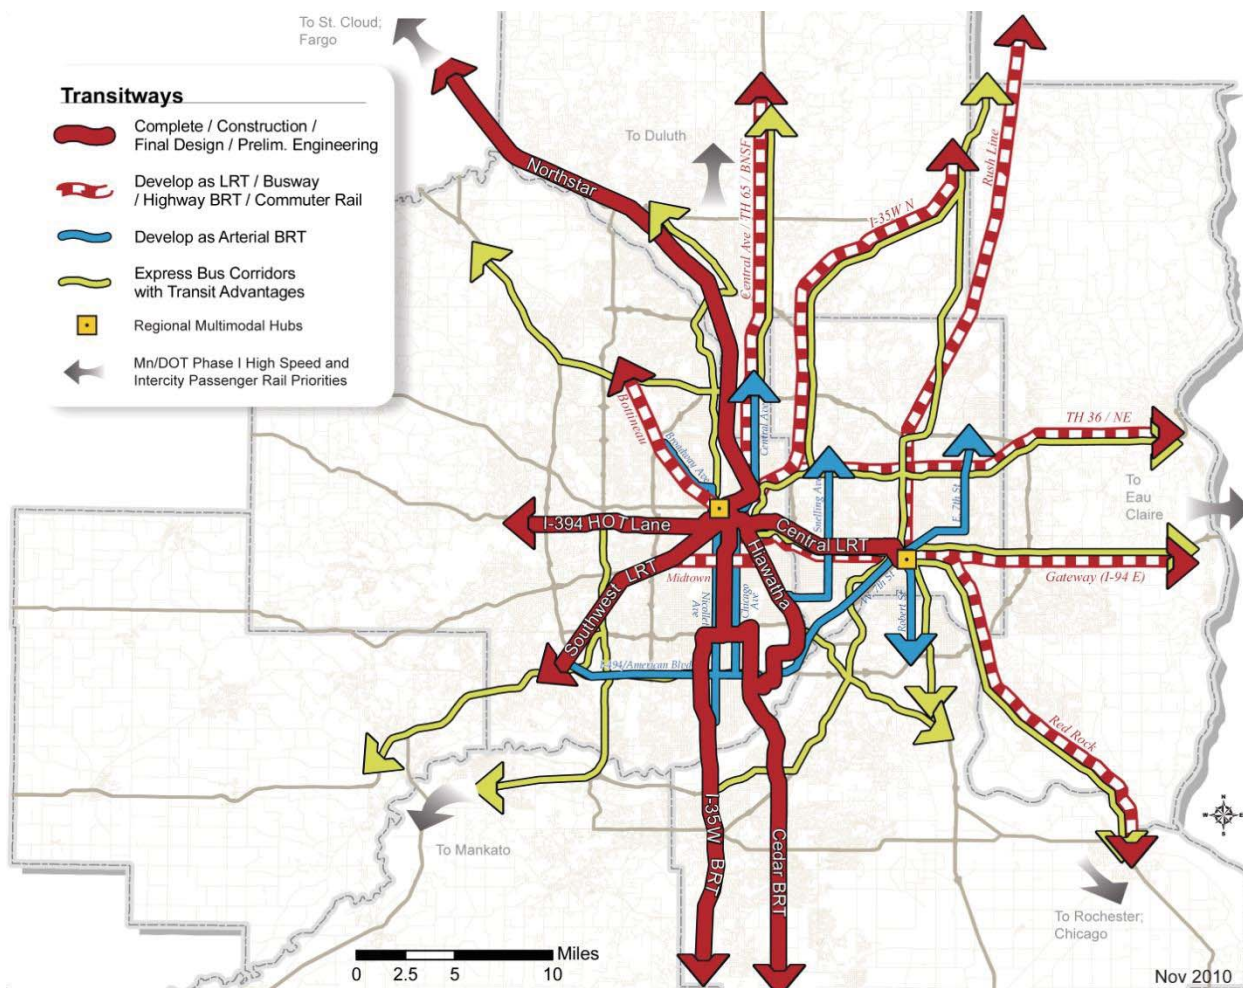 To St. Cloud;
Fargo
Transitways
Complete / Construction /
Final Design / Prelim. Engineering
Develop as LRT / Busway
/ Highway BRT / Commuter Rail
Develop as Arterial BRT
Express Bus Corridors
with Transit Advantages
Regional Multimodal Hubs
Mn/DOT Phase I High Speed and
Intercity Passenger Rail Priorities
To Duluth
Northstar
Central Ave / TH 65 / BNSF
I-35W N
Rush Line
Bottineau
Broadway Ave
Central Ave
TH 36 / NE
Snelling Ave
E. 7th St.
To
Eau
Claire
I-394 HOT Lane
Central LRT
Hiawatha
Southwest LRT
Midtown
Nicollet
Ave
Chicago
Ave
W. 7th St
Robert St
Gateway (I-94 E)
I-494/American Blvd
Red Rock
I-35W BRT
Cedar BRT
To Mankato
To Rochester;
Chicago
N
W
E
S
Miles
0 2.5 5 10
Nov 2010